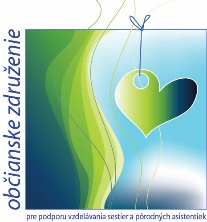 občianske združenie
pre podporu vzdelávania sestier a pôrodných asistentiek